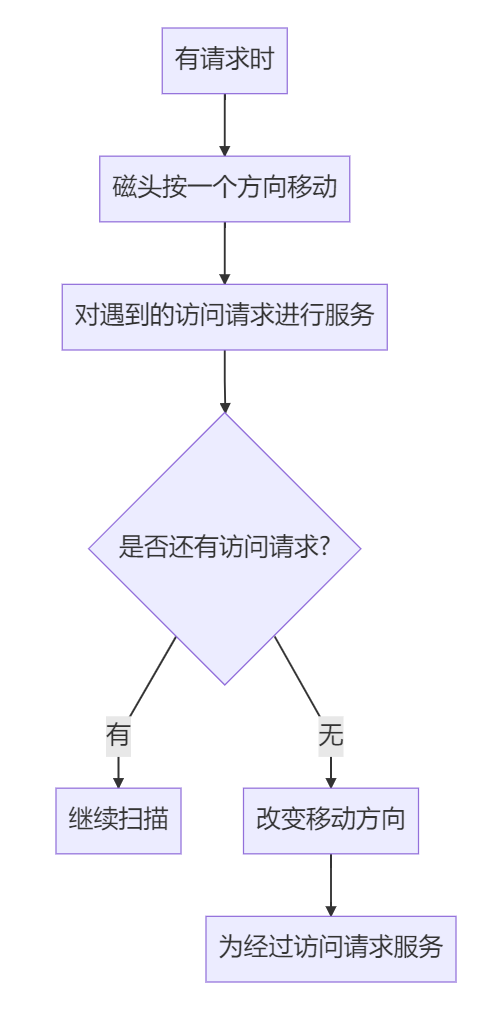 有请求时
磁头按一个方向移动
对遇到的访问请求进行服务
是否还有访问请求?
有
无
继续扫描
改变移动方向
为经过访问请求服务